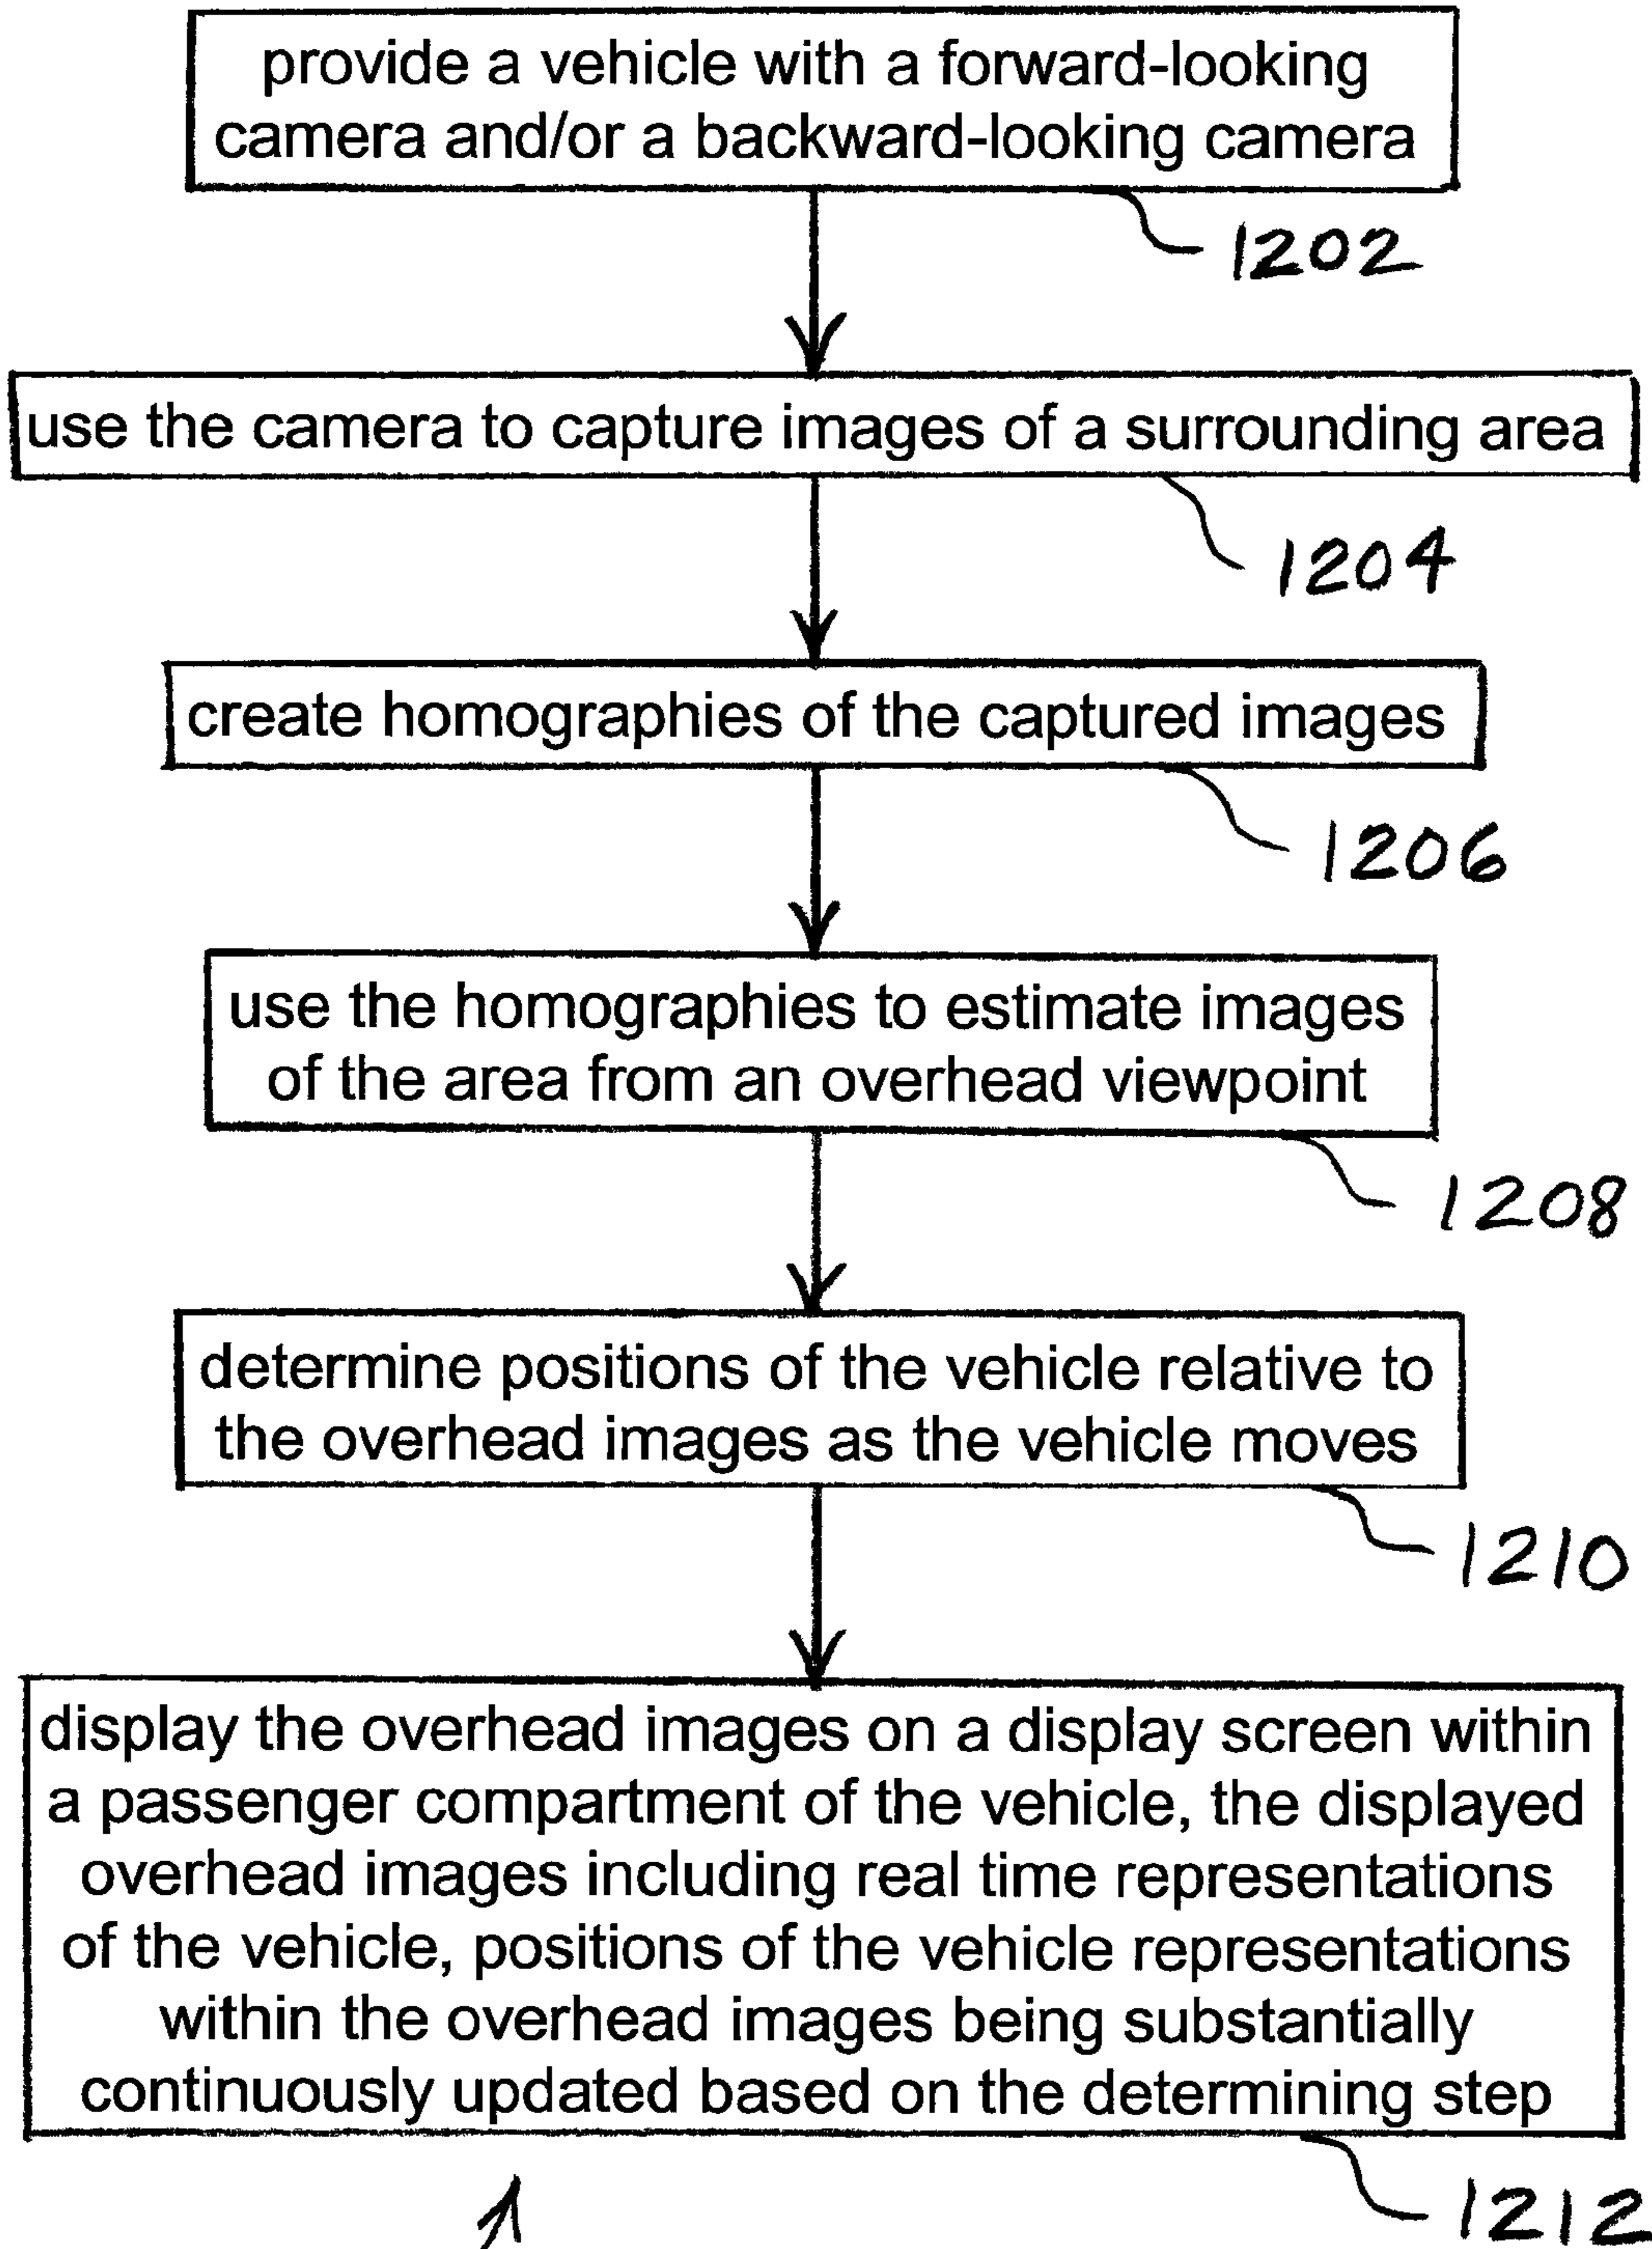 provide a vehicle with a forward-looking
camera and/or a backward-looking camera
1202
use the camera to capture images of a surrounding area
1204
create homographies of the captured images
1206
use the homographies to estimate images
of the area from an overhead viewpoint
1208
determine positions of the vehicle relative to
the overhead images as the vehicle moves
1210
display the overhead images on a display screen within
a passenger compartment of the vehicle, the displayed
overhead images including real time representations
of the vehicle, positions of the vehicle representations
within the overhead images being substantially
continuously updated based on the determining step
1212